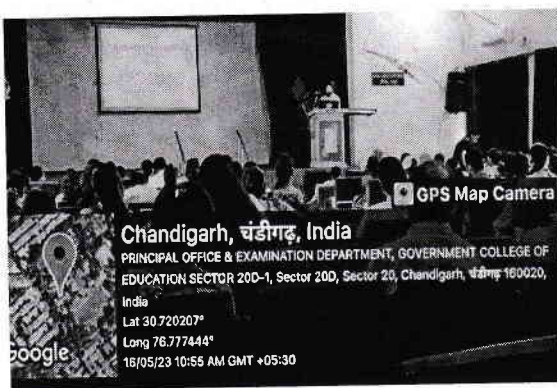 GPS Map Camera
Chandigarh, चंडीगढ़, India
PRINCIPAL OFFICE & EXAMINATION DEPARTMENT, GOVERNMENT COLLEGE OF
EDUCATION SECTOR 20D-1, Sector 20D, Sector 20, Chandigarh, चंडीगढ़ 160020,
India
Lat 30.720207°
Long 76.777444°
16/05/23 10:55 AM GMT +05:30
Google